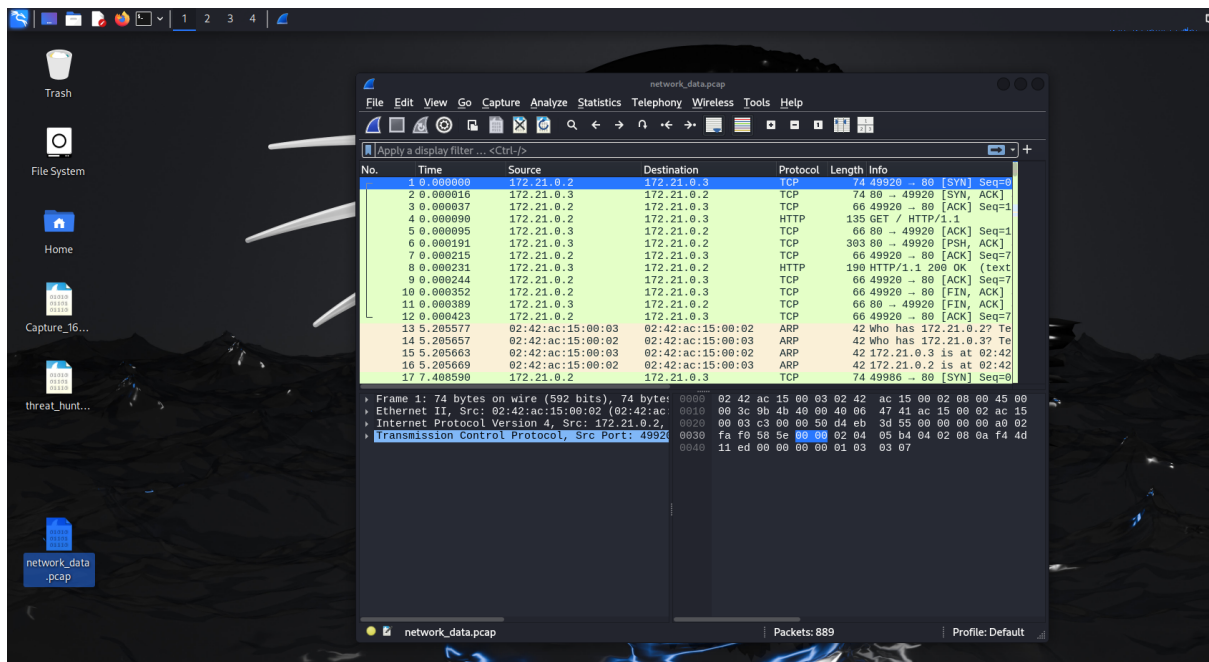 1 2 3 4
Trash
File System
Home
Capture_16...
threat_hunt...
network_data
.pcap
network_data.pcap
File Edit View Go Capture Analyze Statistics Telephony Wireless Tools Help
Apply a display filter ... <Ctrl-/>
No. Time Source Destination Protocol Length Info
1 0.000000 172.21.0.2 172.21.0.3 TCP 74 49920 → 80 [SYN] Seq=0
2 0.000016 172.21.0.3 172.21.0.2 TCP 74 80 → 49920 [SYN, ACK]
3 0.000037 172.21.0.2 172.21.0.3 TCP 66 49920 → 80 [ACK] Seq=1
4 0.000090 172.21.0.2 172.21.0.3 HTTP 135 GET / HTTP/1.1
5 0.000095 172.21.0.3 172.21.0.2 TCP 66 80 → 49920 [ACK] Seq=1
6 0.000191 172.21.0.3 172.21.0.2 TCP 303 80 → 49920 [PSH, ACK]
7 0.000215 172.21.0.2 172.21.0.3 TCP 66 49920 → 80 [ACK] Seq=7
8 0.000231 172.21.0.3 172.21.0.2 HTTP 190 HTTP/1.1 200 OK (text
9 0.000244 172.21.0.2 172.21.0.3 TCP 66 49920 → 80 [ACK] Seq=7
10 0.000352 172.21.0.2 172.21.0.3 TCP 66 49920 → 80 [FIN, ACK]
11 0.000389 172.21.0.3 172.21.0.2 TCP 66 80 → 49920 [FIN, ACK]
12 0.000423 172.21.0.2 172.21.0.3 TCP 66 49920 → 80 [ACK] Seq=7
13 5.205577 02:42:ac:15:00:03 02:42:ac:15:00:02 ARP 42 Who has 172.21.0.2? Te
14 5.205657 02:42:ac:15:00:02 02:42:ac:15:00:03 ARP 42 Who has 172.21.0.3? Te
15 5.205663 02:42:ac:15:00:03 02:42:ac:15:00:02 ARP 42 172.21.0.3 is at 02:42
16 5.205669 02:42:ac:15:00:02 02:42:ac:15:00:03 ARP 42 172.21.0.2 is at 02:42
17 7.408590 172.21.0.2 172.21.0.3 TCP 74 49986 → 80 [SYN] Seq=0
Frame 1: 74 bytes on wire (592 bits), 74 bytes
Ethernet II, Src: 02:42:ac:15:00:02 (02:42:ac:
Internet Protocol Version 4, Src: 172.21.0.2,
Transmission Control Protocol, Src Port: 49920
0000 02 42 ac 15 00 03 02 42 ac 15 00 02 08 00 45 00
0010 00 3c 9b 4b 40 00 40 06 47 41 ac 15 00 02 ac 15
0020 00 03 c3 00 00 50 d4 eb 3d 55 00 00 00 00 a0 02
0030 fa f0 58 5e 00 00 02 04 05 b4 04 02 08 0a f4 4d
0040 11 ed 00 00 00 00 01 03 03 07
network_data.pcap Packets: 889 Profile: Default